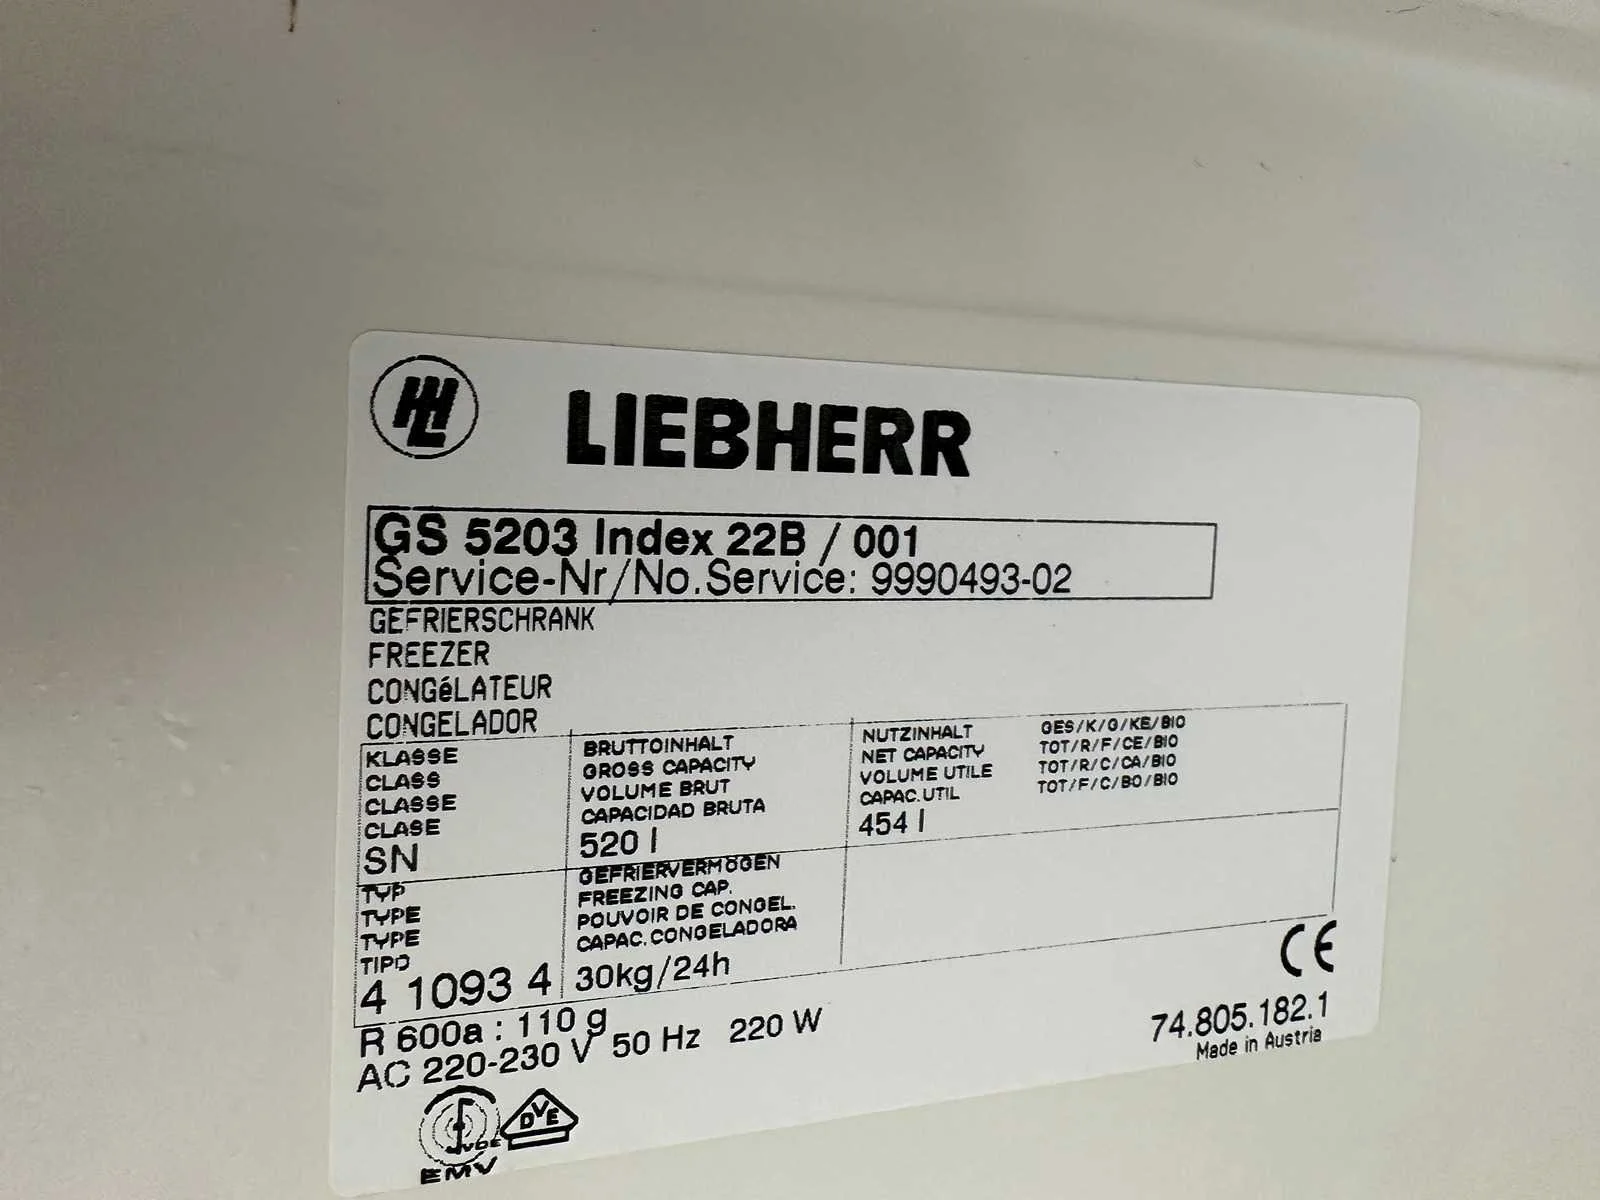 LIEBHERR
GS 5203 Index 22B / 001
Service-Nr/No.Service: 9990493-02
GEFRIERSCHRANK
FREEZER
CONGéLATEUR
CONGELADOR
KLASSE
CLASS
CLASSE
CLASE
SN
BRUTTOINHALT
GROSS CAPACITY
VOLUME BRUT
CAPACIDAD BRUTA
520 l
NUTZINHALT
NET CAPACITY
VOLUME UTILE
CAPAC.UTIL
454 l
GES/K/G/KE/BIO
TOT/R/F/CE/BIO
TOT/R/C/CA/BIO
TOT/F/C/BO/BIO
TYP
TYPE
TYPE
TIPO
4 1093 4
GEFRIERVERMÖGEN
FREEZING CAP.
POUVOIR DE CONGEL.
CAPAC.CONGELADORA
30kg/24h
R 600a : 110 g
AC 220-230 V 50 Hz 220 W
CE
74.805.182.1
Made in Austria
VDE
EMV
DVE